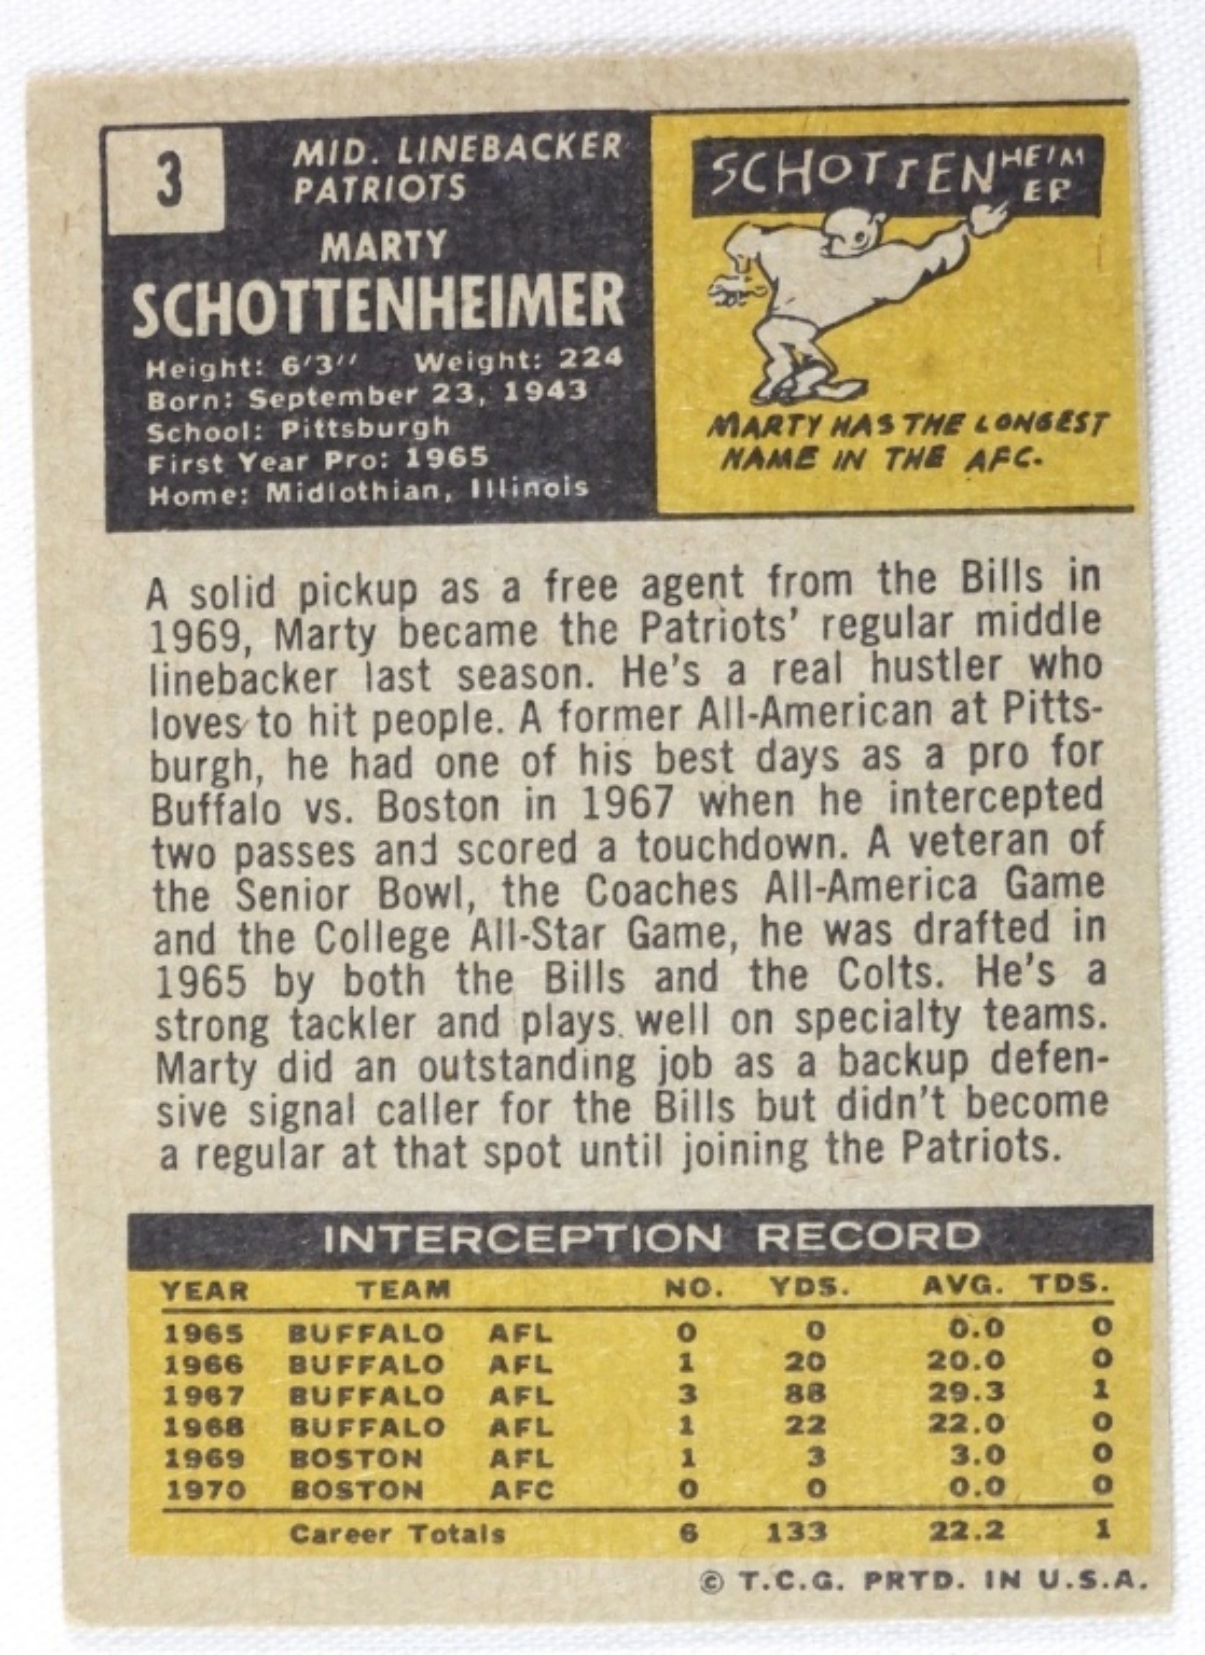 3
MID. LINEBACKER
PATRIOTS
MARTY
SCHOTTENHEIMER
Height: 6'3'' Weight: 224
Born: September 23, 1943
School: Pittsburgh
First Year Pro: 1965
Home: Midlothian, Illinois
SCHOTTENHEIM
ER
MARTY HAS THE LONGEST
NAME IN THE AFC.
A solid pickup as a free agent from the Bills in
1969, Marty became the Patriots' regular middle
linebacker last season. He's a real hustler who
loves to hit people. A former All-American at Pitts-
burgh, he had one of his best days as a pro for
Buffalo vs. Boston in 1967 when he intercepted
two passes and scored a touchdown. A veteran of
the Senior Bowl, the Coaches All-America Game
and the College All-Star Game, he was drafted in
1965 by both the Bills and the Colts. He's a
strong tackler and plays well on specialty teams.
Marty did an outstanding job as a backup defen-
sive signal caller for the Bills but didn't become
a regular at that spot until joining the Patriots.
INTERCEPTION RECORD
YEAR TEAM NO. YDS. AVG. TDS.
1965 BUFFALO AFL 0 0 0.0 0
1966 BUFFALO AFL 1 20 20.0 0
1967 BUFFALO AFL 3 88 29.3 1
1968 BUFFALO AFL 1 22 22.0 0
1969 BOSTON AFL 1 3 3.0 0
1970 BOSTON AFC 0 0 0.0 0
Career Totals 6 133 22.2 1
© T.C.G. PRTD. IN U.S.A.